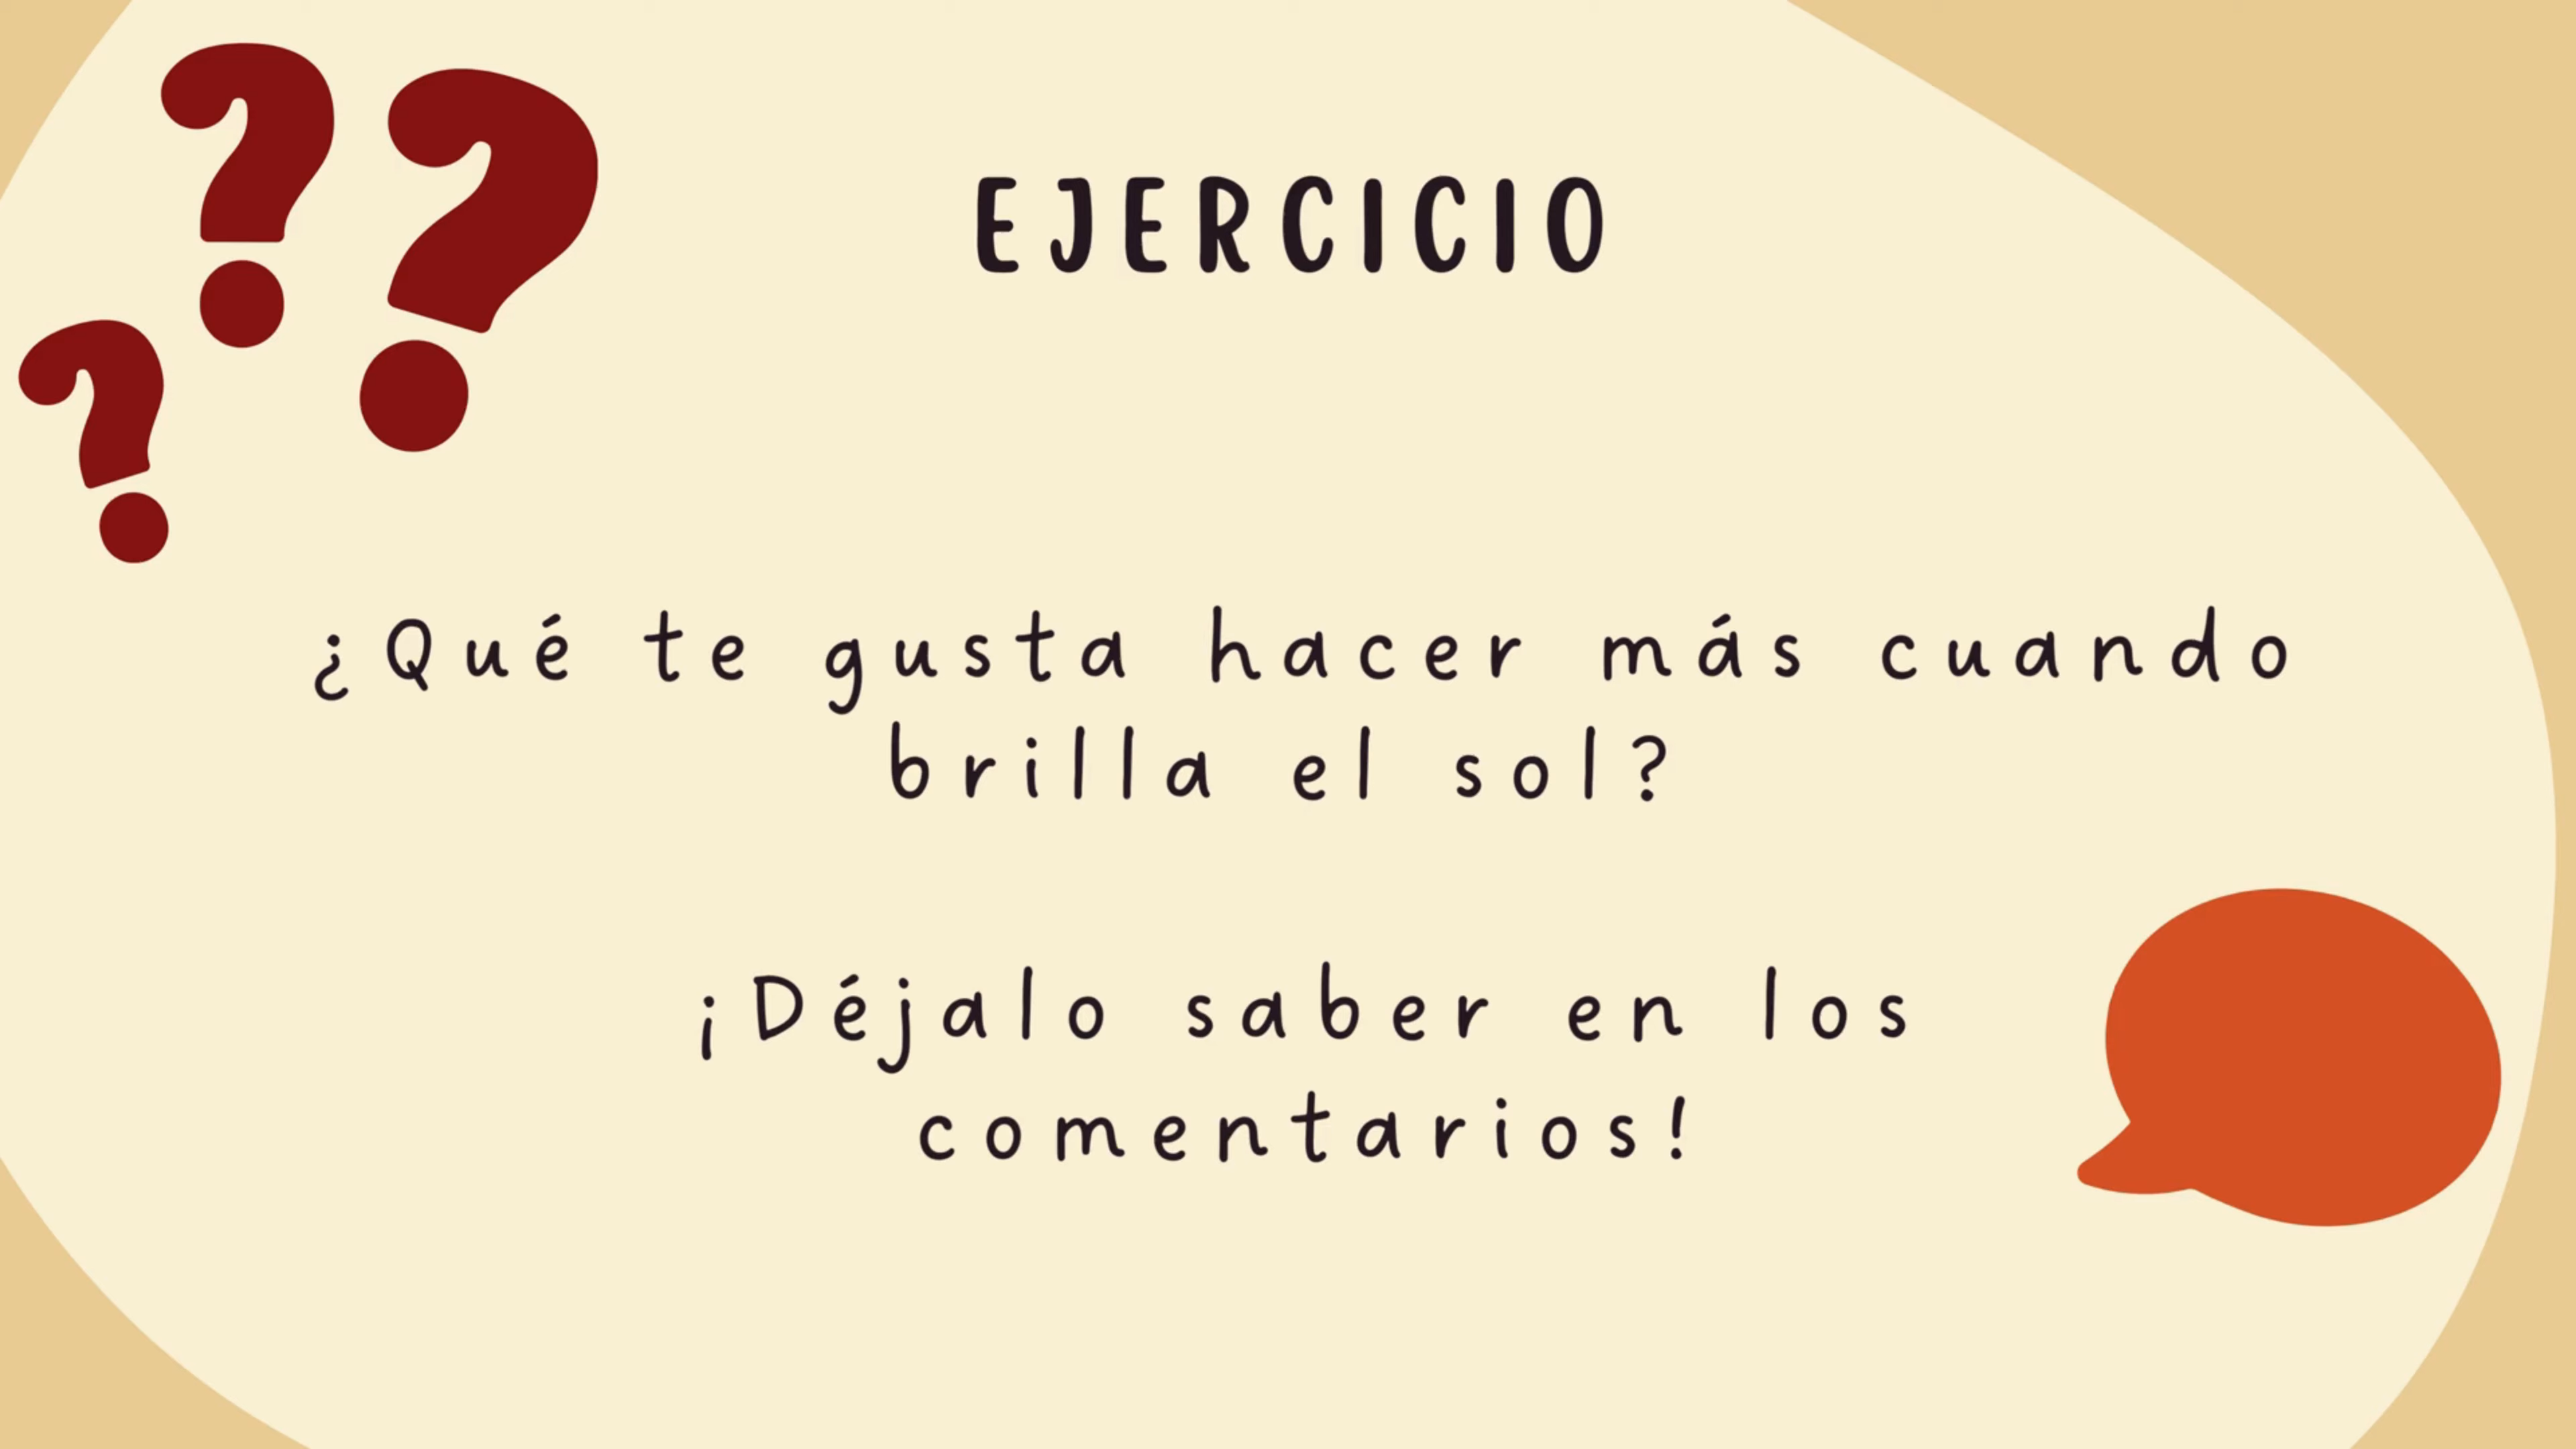 EJERCICIO
¿Qué te gusta hacer más cuando
brilla el sol?
¡Déjalo saber en los
comentarios!